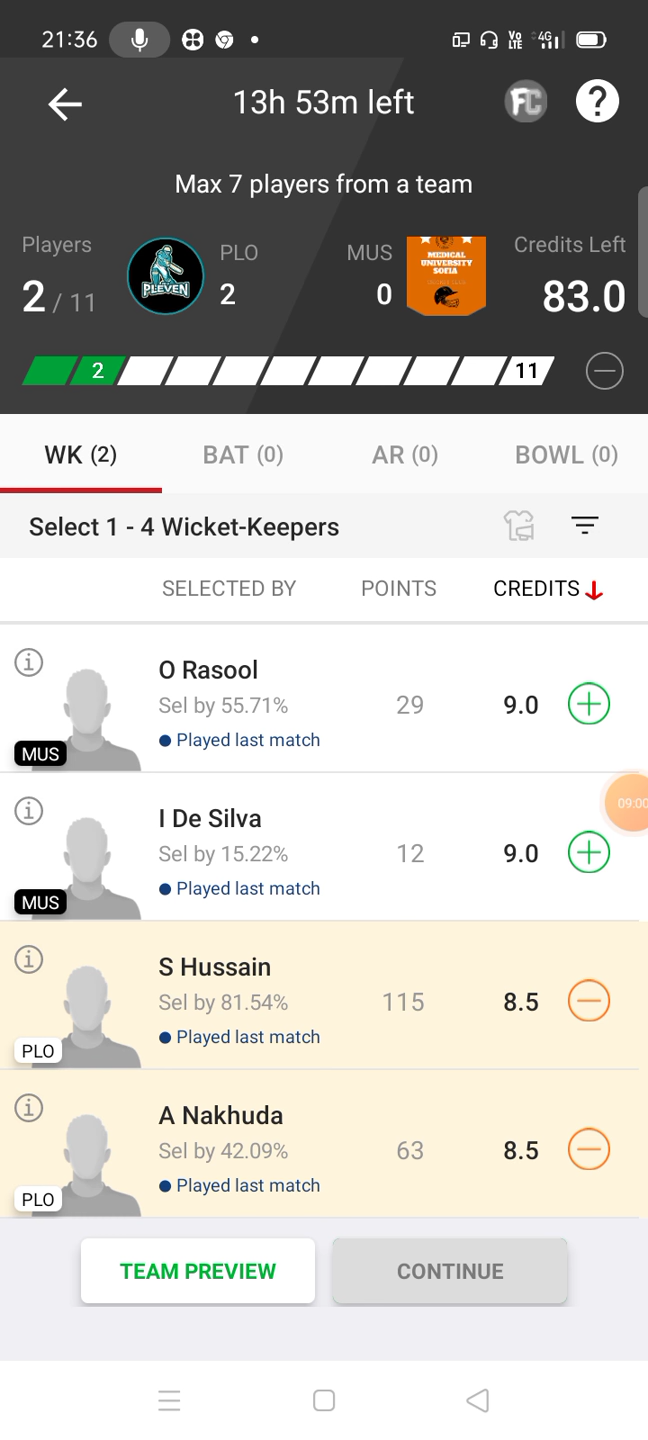 21:36
Vo LTE 4G
13h 53m left
FC
?
Max 7 players from a team
Players
PLO
MUS
Credits Left
2 / 11
2
0
83.0
PLEVEN
MEDICAL
UNIVERSITY
SOFIA
2
11
WK (2)
BAT (0)
AR (0)
BOWL (0)
Select 1 - 4 Wicket-Keepers
SELECTED BY
POINTS
CREDITS
O Rasool
Sel by 55.71%
29
9.0
Played last match
MUS
09:00
I De Silva
Sel by 15.22%
12
9.0
Played last match
MUS
S Hussain
Sel by 81.54%
115
8.5
Played last match
PLO
A Nakhuda
Sel by 42.09%
63
8.5
Played last match
PLO
TEAM PREVIEW
CONTINUE